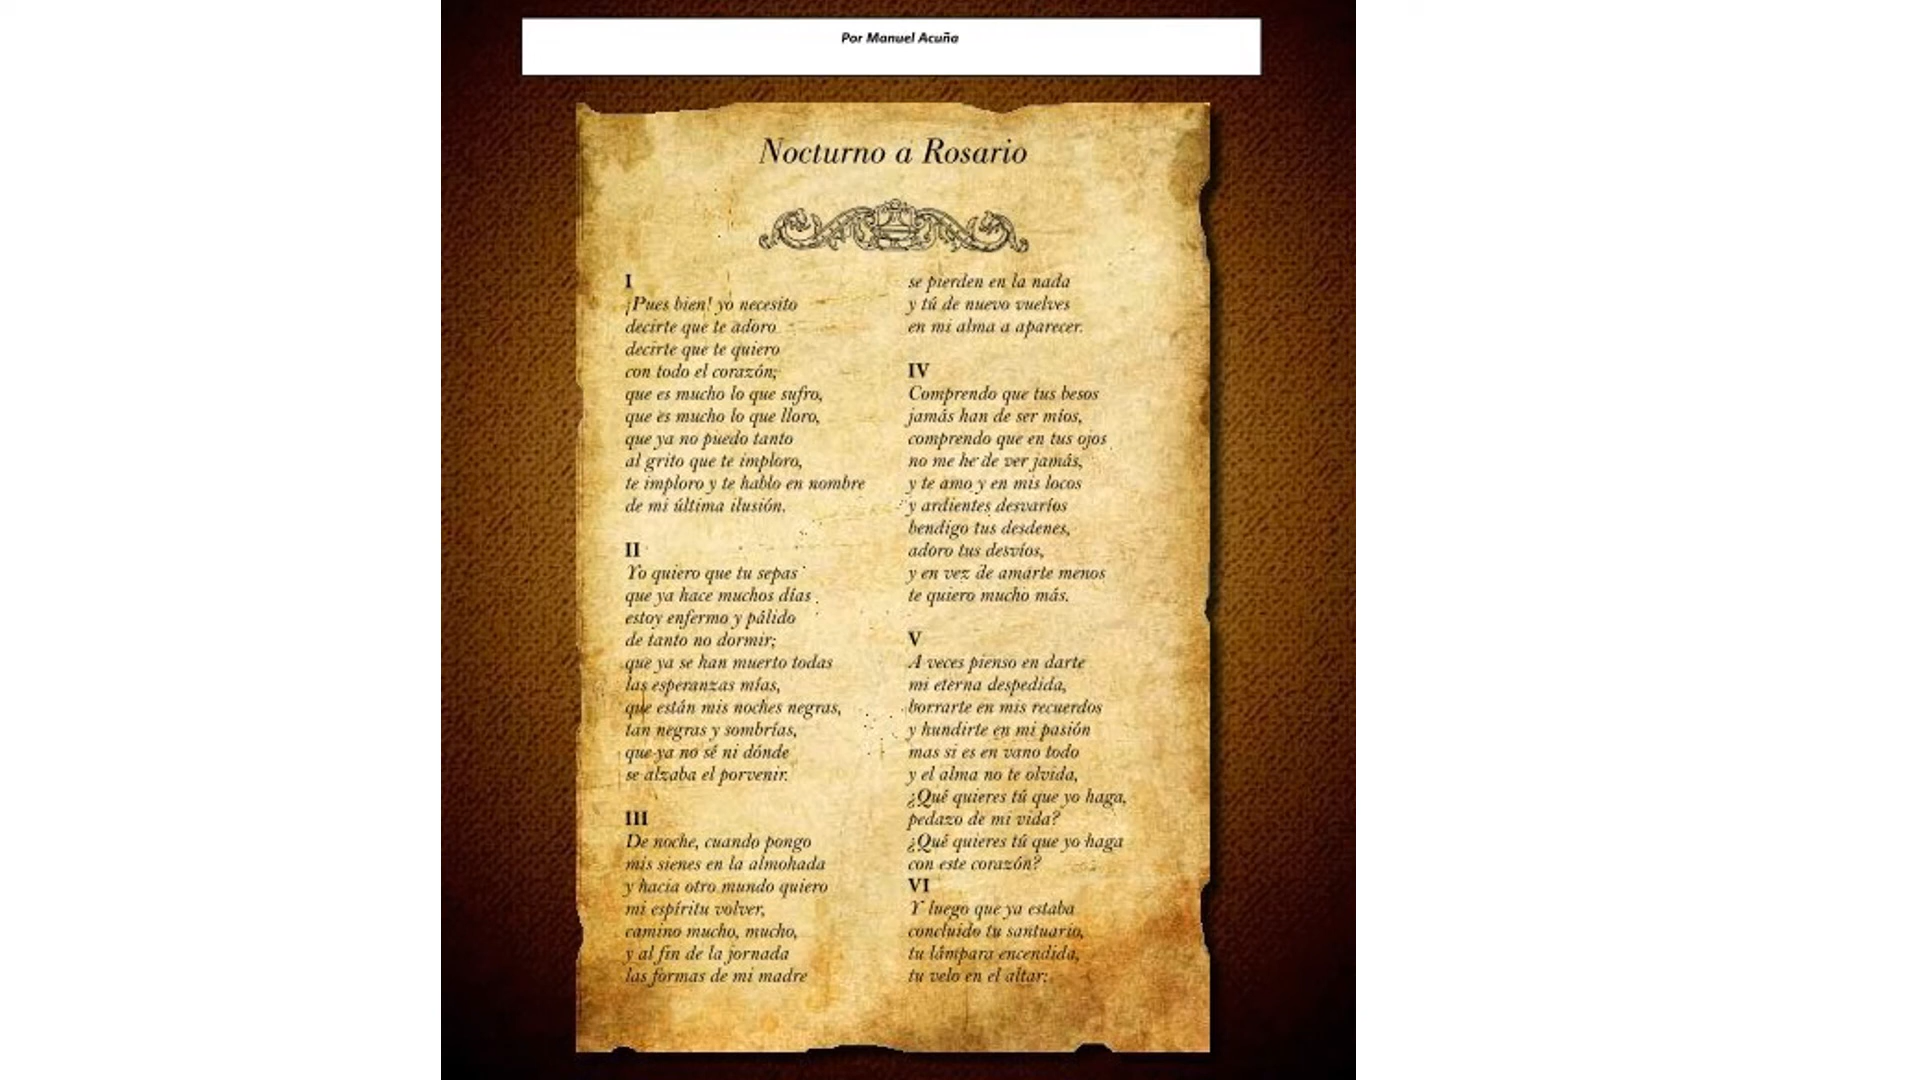 Por Manuel Acuña
Nocturno a Rosario
I
¡Pues bien! yo necesito
decirte que te adoro
decirte que te quiero
con todo el corazón;
que es mucho lo que sufro,
que es mucho lo que lloro,
que ya no puedo tanto
al grito que te imploro,
te imploro y te hablo en nombre
de mi última ilusión.
II
Yo quiero que tu sepas
que ya hace muchos días
estoy enfermo y pálido
de tanto no dormir;
que ya se han muerto todas
las esperanzas mías,
que están mis noches negras,
tan negras y sombrías,
que ya no sé ni dónde
se alzaba el porvenir.
III
De noche, cuando pongo
mis sienes en la almohada
y hacia otro mundo quiero
mi espíritu volver,
camino mucho, mucho,
y al fin de la jornada
las formas de mi madre
se pierden en la nada
y tú de nuevo vuelves
en mi alma a aparecer.
IV
Comprendo que tus besos
jamás han de ser míos,
comprendo que en tus ojos
no me he de ver jamás,
y te amo y en mis locos
y ardientes desvaríos
bendigo tus desdenes,
adoro tus desvíos,
y en vez de amarte menos
te quiero mucho más.
V
A veces pienso en darte
mi eterna despedida,
borrarte en mis recuerdos
y hundirte en mi pasión
mas si es en vano todo
y el alma no te olvida,
¿Qué quieres tú que yo haga,
pedazo de mi vida?
¿Qué quieres tú que yo haga
con este corazón?
VI
Y luego que ya estaba
concluido tu santuario,
tu lámpara encendida,
tu velo en el altar;